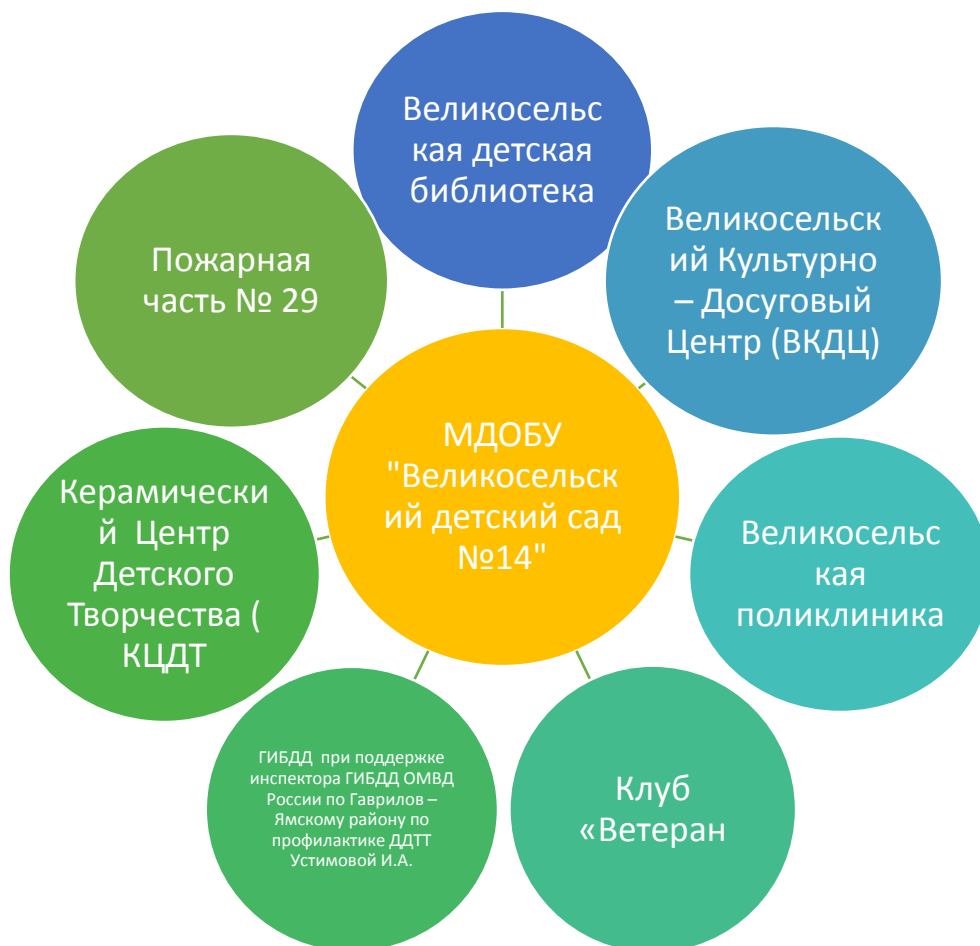 Великосельс
кая детская
библиотека
Великосельск
ий Культурно
– Досуговый
Центр (ВКДЦ)
Великосельс
кая
поликлиника
Клуб
«Ветеран
ГИБДД при поддержке
инспектора ГИБДД ОМВД
России по Гаврилов –
Ямскому району по
профилактике ДДТТ
Устимовой И.А.
Керамически
й Центр
Детского
Творчества (
КЦДТ
Пожарная
часть № 29
МДОБУ
"Великосельск
ий детский сад
№14"